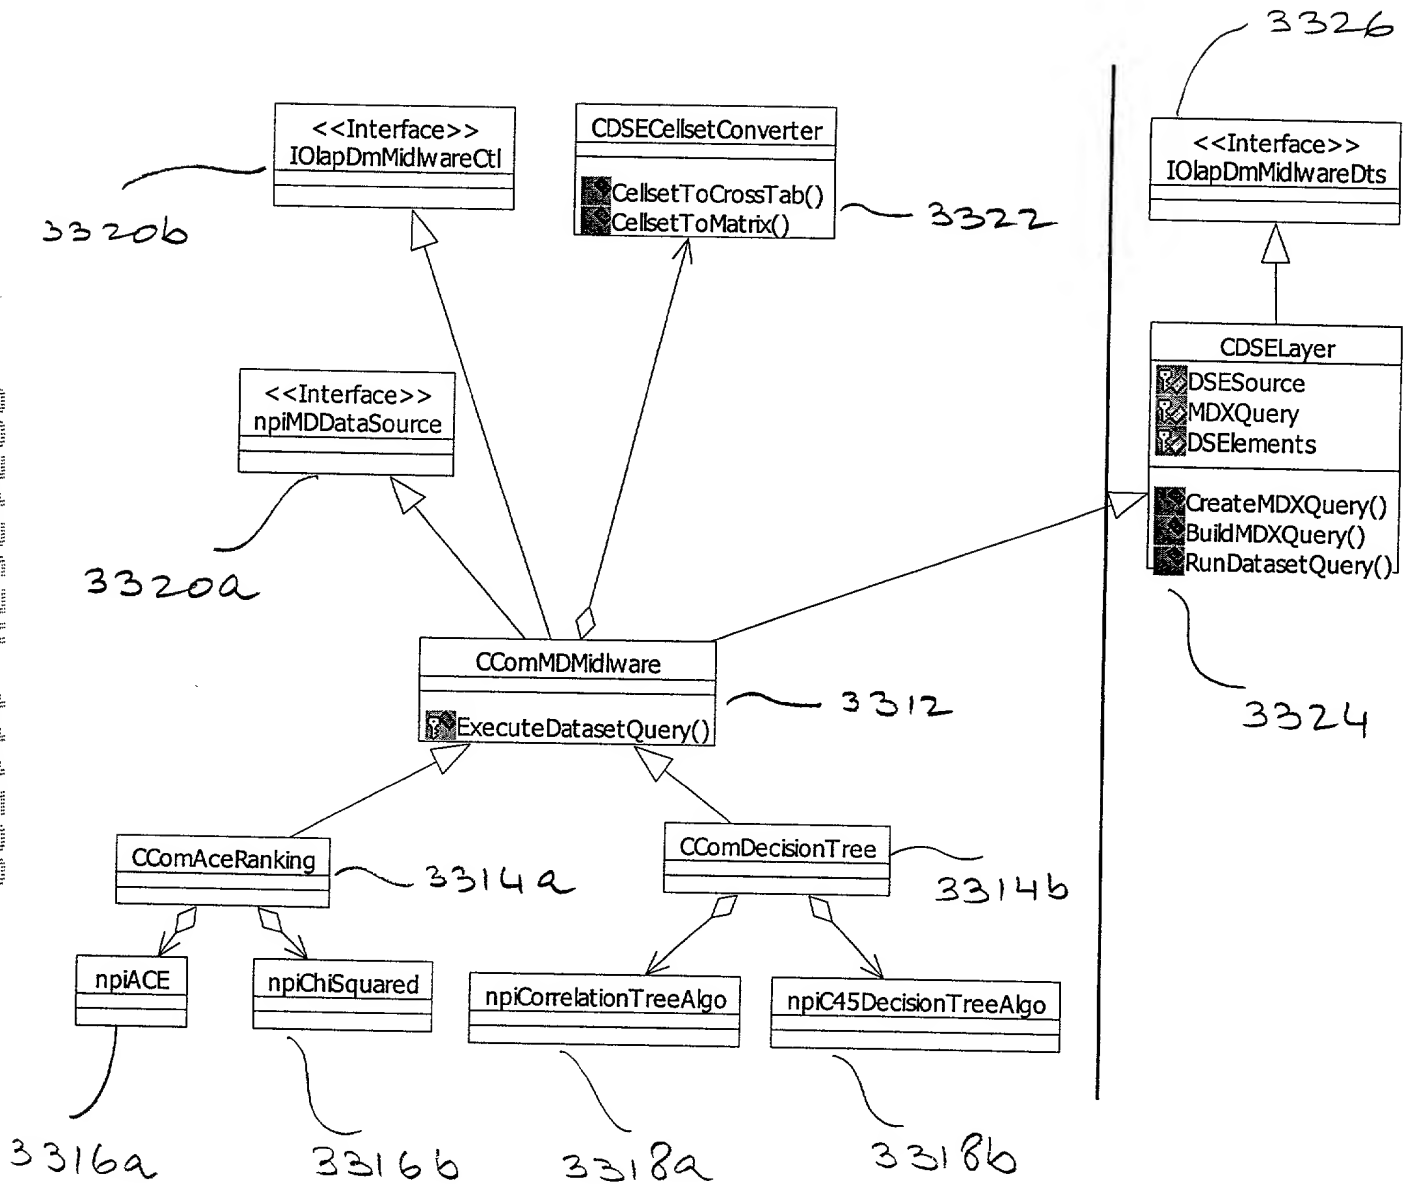 3326
<<Interface>>
IOlapDmMidlwareCtl
CDSECellsetConverter
CellsetToCrossTab()
CellsetToMatrix()
<<Interface>>
IOlapDmMidlwareDts
3320b
3322
CDSELayer
DSESource
MDXQuery
DSElements
CreateMDXQuery()
BuildMDXQuery()
RunDatasetQuery()
<<Interface>>
npiMDDataSource
3320a
3324
CComMDMidlware
ExecuteDatasetQuery()
3312
CComAceRanking
3314a
CComDecisionTree
3314b
npiACE
npiChiSquared
npiCorrelationTreeAlgo
npiC45DecisionTreeAlgo
3316a
3316b
3318a
3318b